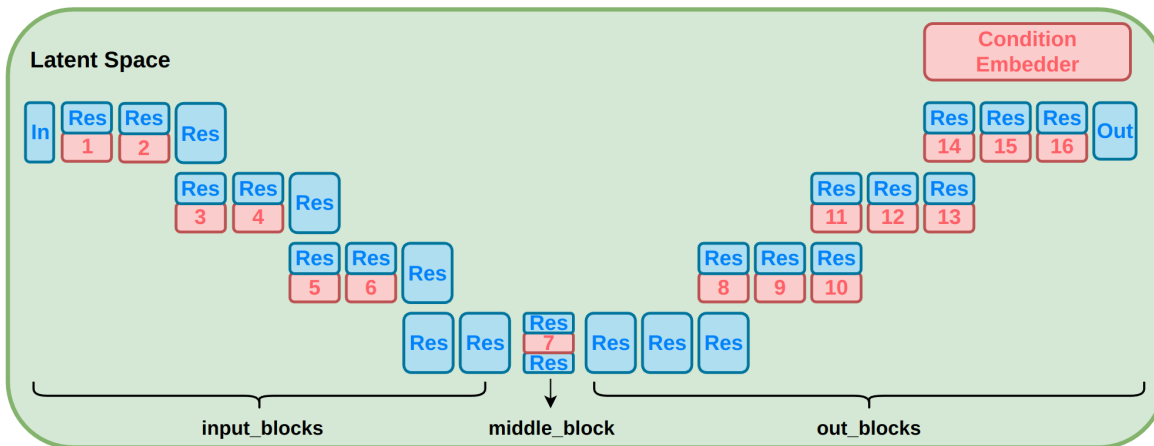 Latent Space
Condition
Embedder
In Res Res Res
1 2
Res Res Res
3 4
Res Res Res
5 6
Res Res
Res
7
Res
Res Res Res
Res Res Res
8 9 10
Res Res Res
11 12 13
Res Res Res Out
14 15 16
input_blocks
middle_block
out_blocks